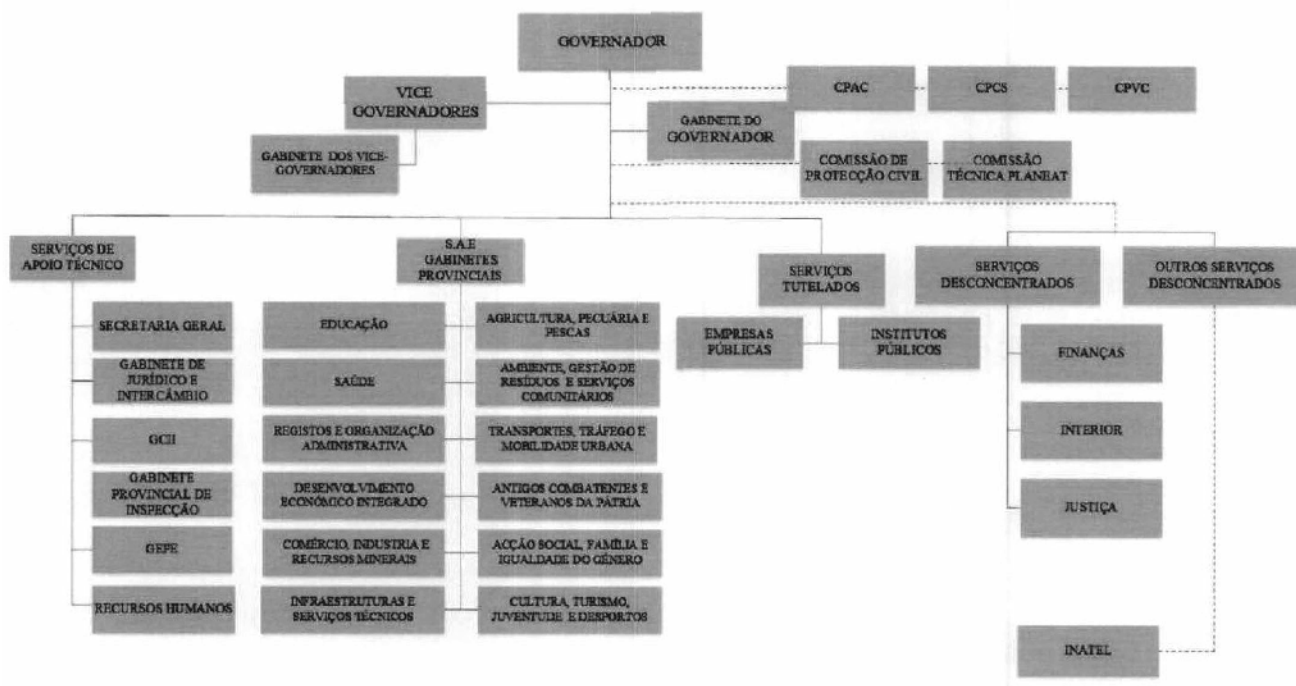 GOVERNADOR
VICE
GOVERNADORES
CPAC
CPCS
CPVC
GABINETE DO
GOVERNADOR
GABINETE DOS VICE-
GOVERNADORES
COMISSÃO DE
PROTECÇÃO CIVIL
COMISSÃO
TÉCNICA PLANEAT
SERVIÇOS DE
APOIO TÉCNICO
S.A.E
GABINETES
PROVINCIAIS
SERVIÇOS
TUTELADOS
SERVIÇOS
DESCONCENTRADOS
OUTROS SERVIÇOS
DESCONCENTRADOS
SECRETARIA GERAL
GABINETE DE
JURÍDICO E
INTERCÂMBIO
GCII
GABINETE
PROVINCIAL DE
INSPECÇÃO
GEPE
RECURSOS HUMANOS
EDUCAÇÃO
SAÚDE
REGISTOS E ORGANIZAÇÃO
ADMINISTRATIVA
DESENVOLVIMENTO
ECONÓMICO INTEGRADO
COMÉRCIO, INDUSTRIA E
RECURSOS MINERAIS
INFRAESTRUTURAS E
SERVIÇOS TÉCNICOS
AGRICULTURA, PECUÁRIA E
PESCAS
AMBIENTE, GESTÃO DE
RESÍDUOS E SERVIÇOS
COMUNITÁRIOS
TRANSPORTES, TRÁFEGO E
MOBILIDADE URBANA
ANTIGOS COMBATENTES E
VETERANOS DA PÁTRIA
ACÇÃO SOCIAL, FAMÍLIA E
IGUALDADE DO GÉNERO
CULTURA, TURISMO,
JUVENTUDE E DESPORTOS
EMPRESAS
PÚBLICAS
INSTITUTOS
PÚBLICOS
FINANÇAS
INTERIOR
JUSTIÇA
INATEL